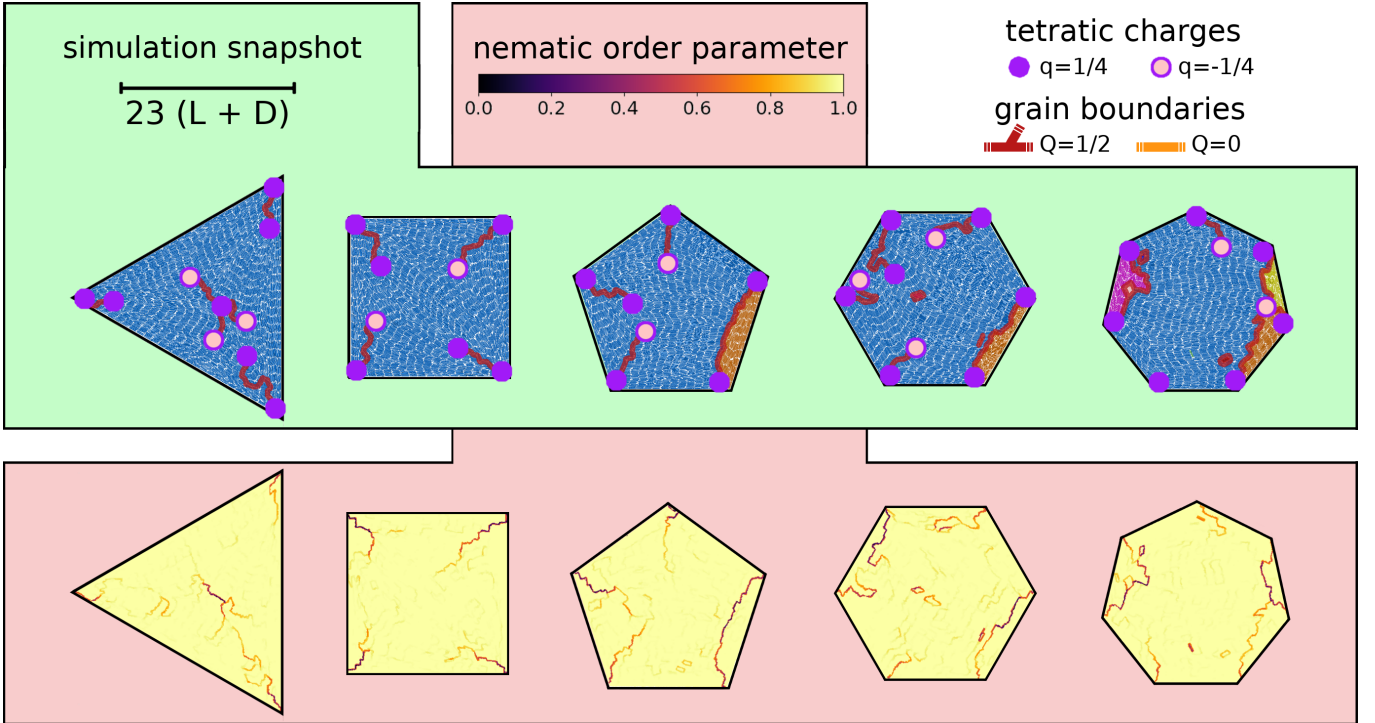 simulation snapshot
23 (L + D)
nematic order parameter
0.0 0.2 0.4 0.6 0.8 1.0
tetratic charges
q=1/4 q=-1/4
grain boundaries
Q=1/2 Q=0